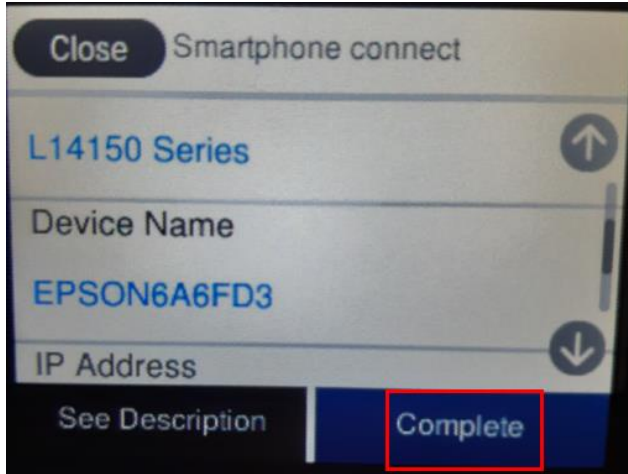 Close Smartphone connect
L14150 Series
Device Name
EPSON6A6FD3
IP Address
See Description Complete